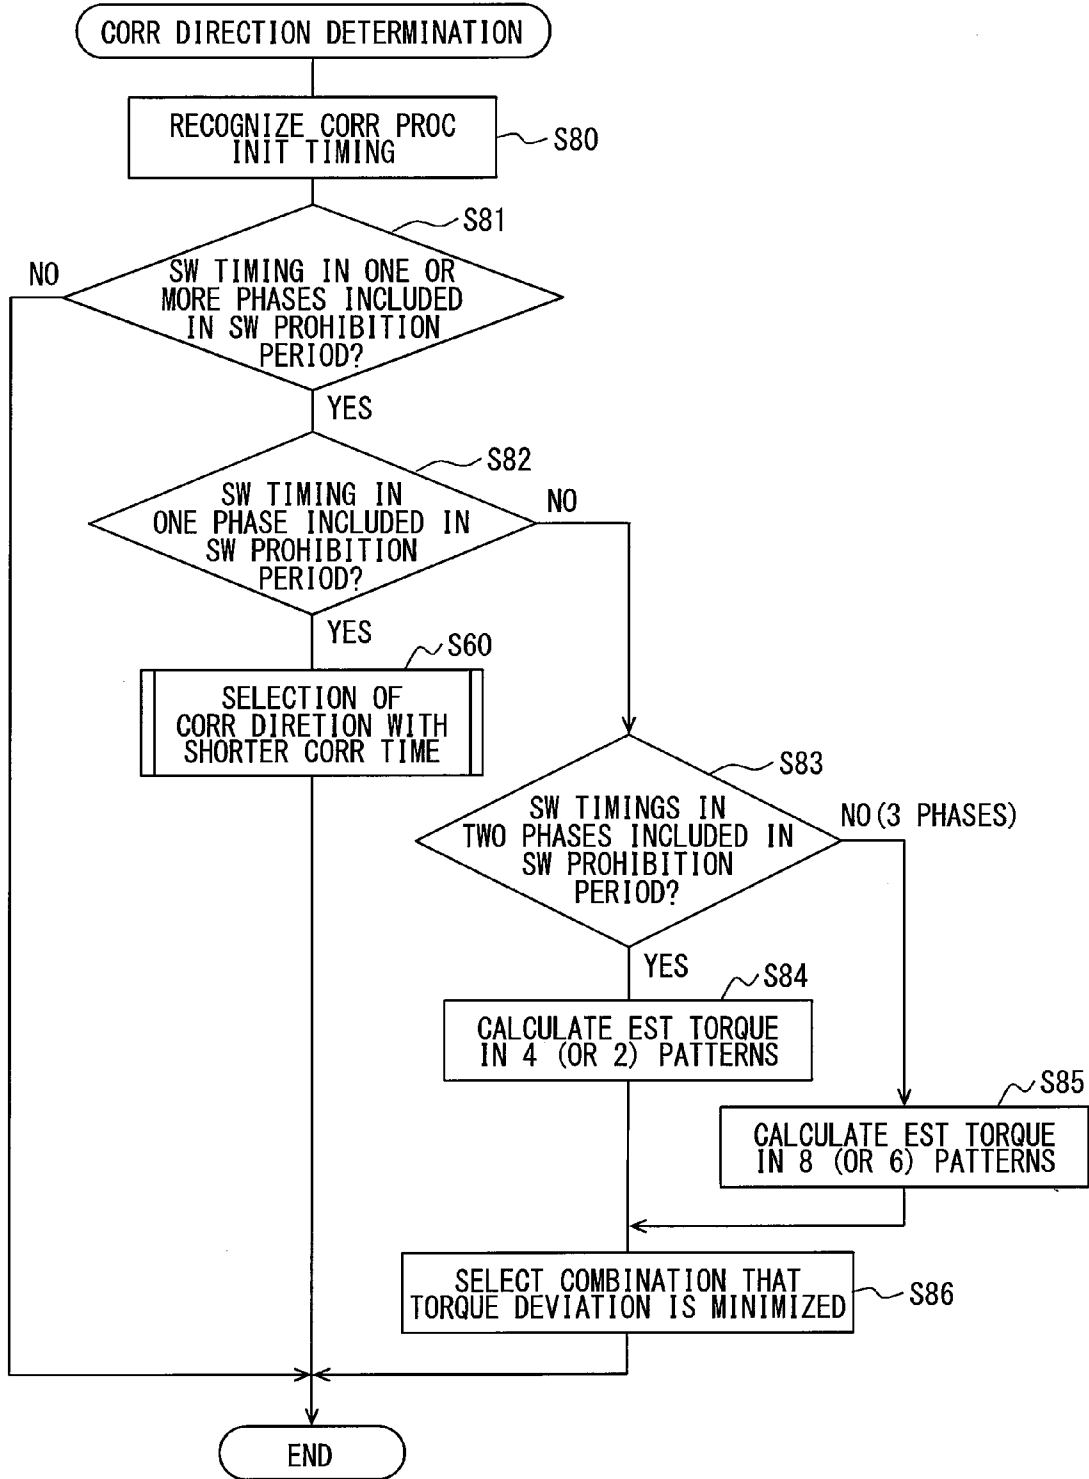 CORR DIRECTION DETERMINATION
RECOGNIZE CORR PROC
INIT TIMING
S80
S81
SW TIMING IN ONE OR
MORE PHASES INCLUDED
IN SW PROHIBITION
PERIOD?
NO
YES
S82
SW TIMING IN
ONE PHASE INCLUDED IN
SW PROHIBITION
PERIOD?
NO
YES
S60
SELECTION OF
CORR DIRETION WITH
SHORTER CORR TIME
S83
SW TIMINGS IN
TWO PHASES INCLUDED IN
SW PROHIBITION
PERIOD?
NO(3 PHASES)
YES
S84
CALCULATE EST TORQUE
IN 4 (OR 2) PATTERNS
S85
CALCULATE EST TORQUE
IN 8 (OR 6) PATTERNS
SELECT COMBINATION THAT
TORQUE DEVIATION IS MINIMIZED
S86
END